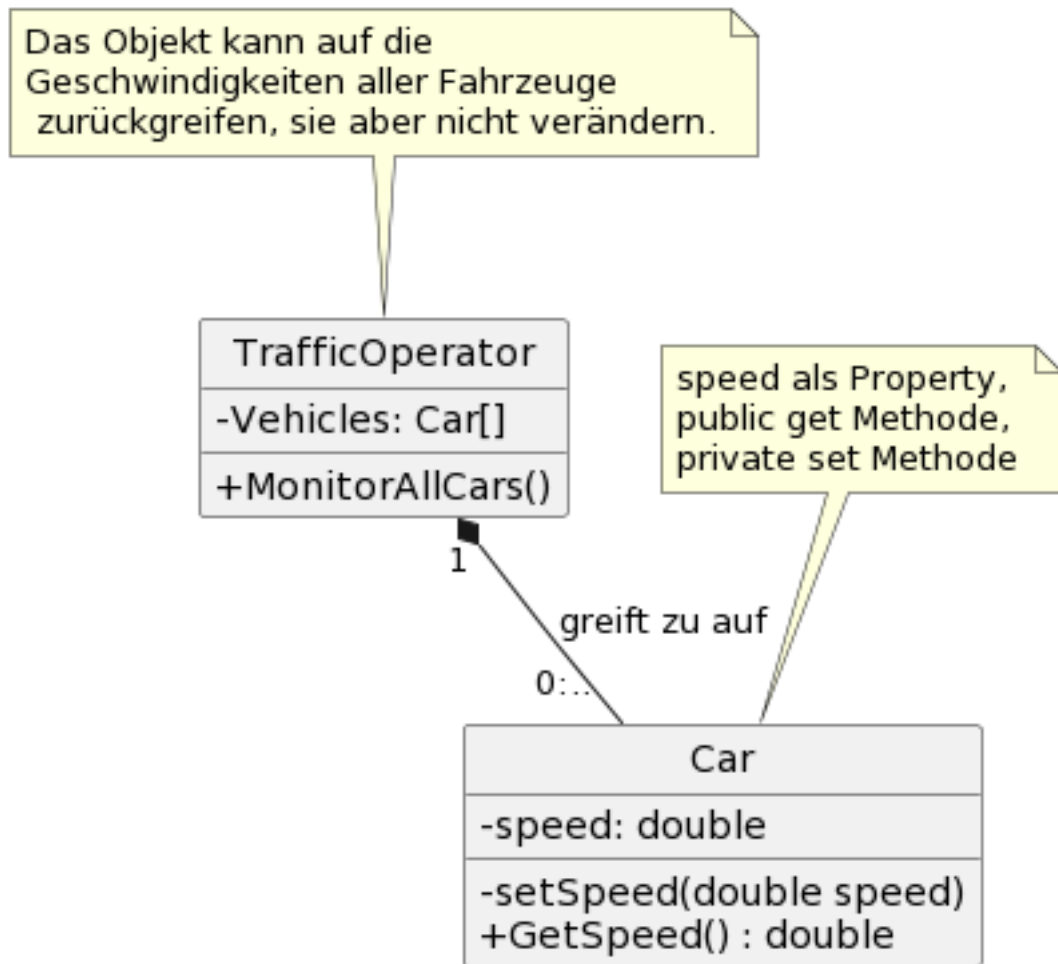 Das Objekt kann auf die
Geschwindigkeiten aller Fahrzeuge
zurückgreifen, sie aber nicht verändern.
TrafficOperator
-Vehicles: Car[]
+MonitorAllCars()
speed als Property,
public get Methode,
private set Methode
1
greift zu auf
0:..
Car
-speed: double
-setSpeed(double speed)
+GetSpeed() : double